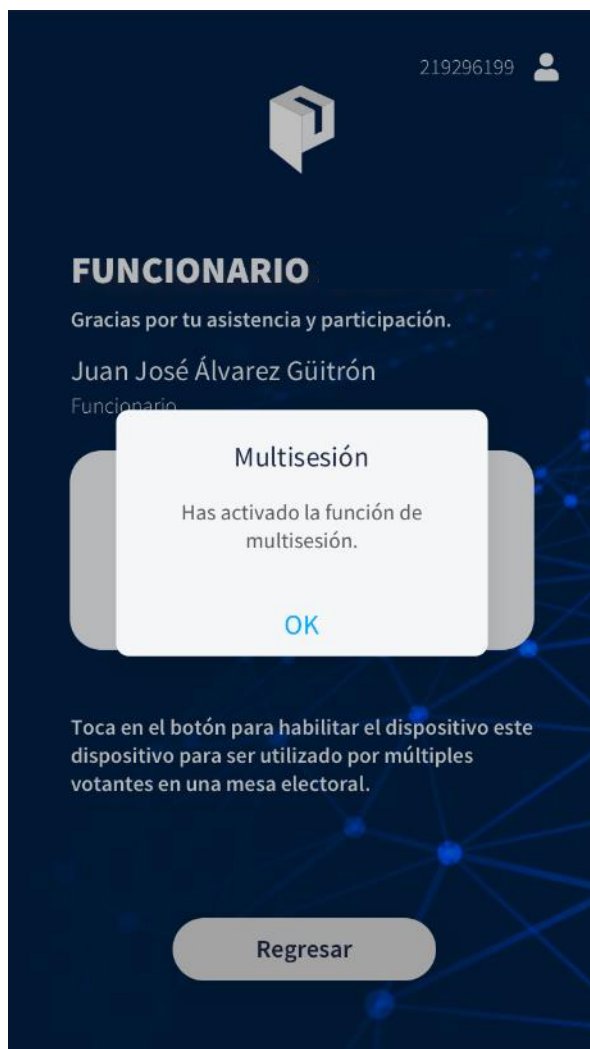 219296199
FUNCIONARIO
Gracias por tu asistencia y participación.
Juan José Álvarez Güitrón
Funcionario
Multisesión
Has activado la función de
multisesión.
OK
Toca en el botón para habilitar el dispositivo este
dispositivo para ser utilizado por múltiples
votantes en una mesa electoral.
Regresar